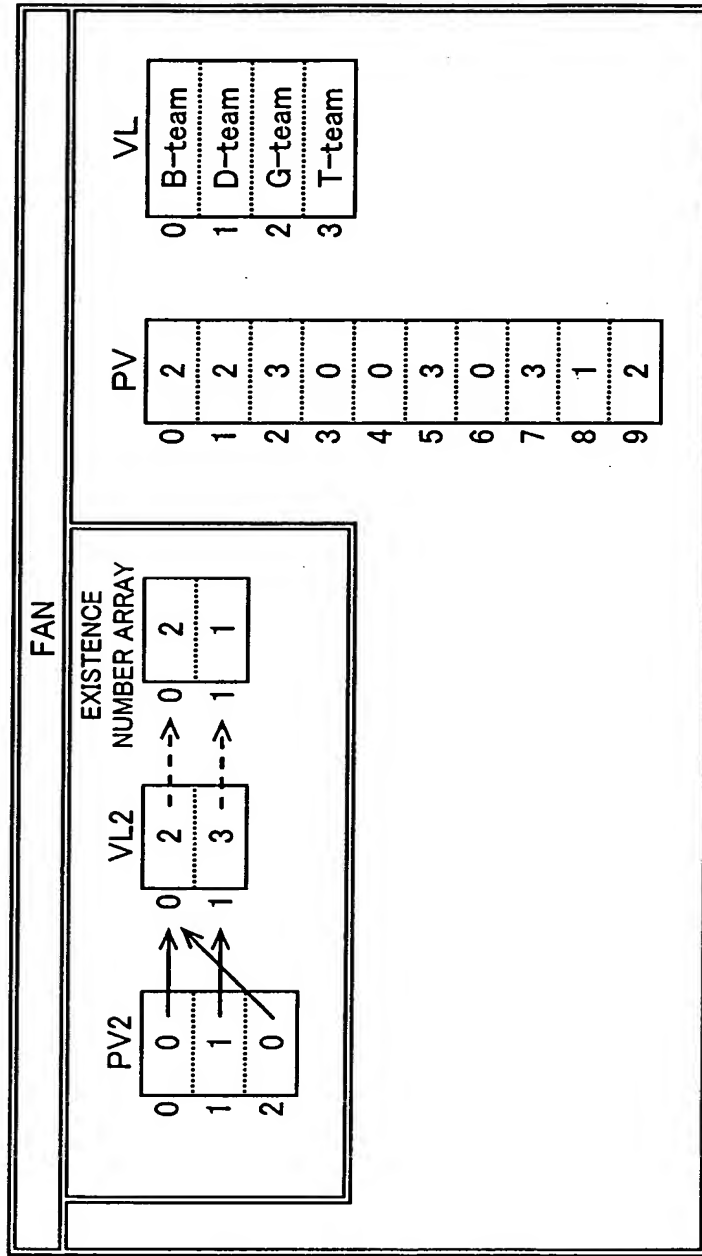 FAN
PV2
0 0
1 1
2 0
VL2
0 2
1 3
EXISTENCE
NUMBER ARRAY
0 2
1 1
PV
0 2
1 2
2 3
3 0
4 0
5 3
6 0
7 3
8 1
9 2
VL
0 B-team
1 D-team
2 G-team
3 T-team